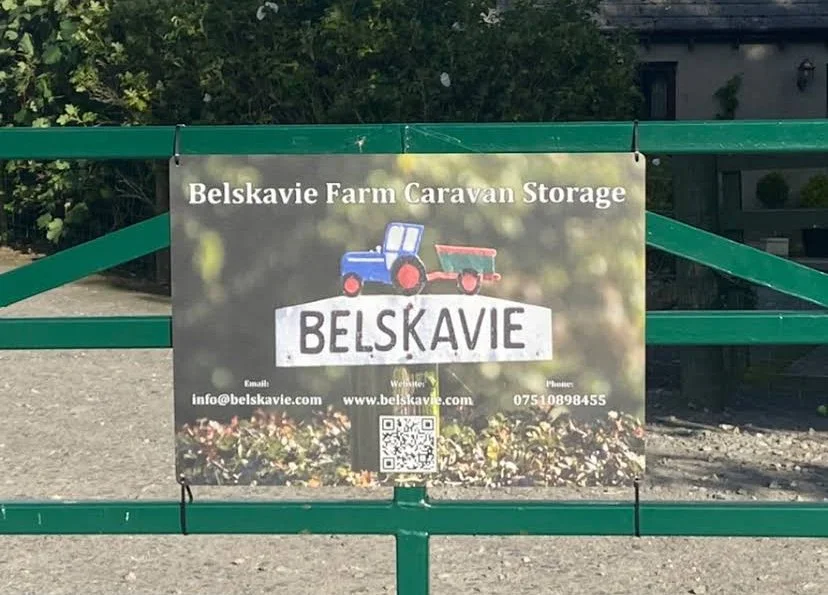 Belskavie Farm Caravan Storage
BELSKAVIE
Email: Website: Phone:
info@belskavie.com www.belskavie.com 07510898455